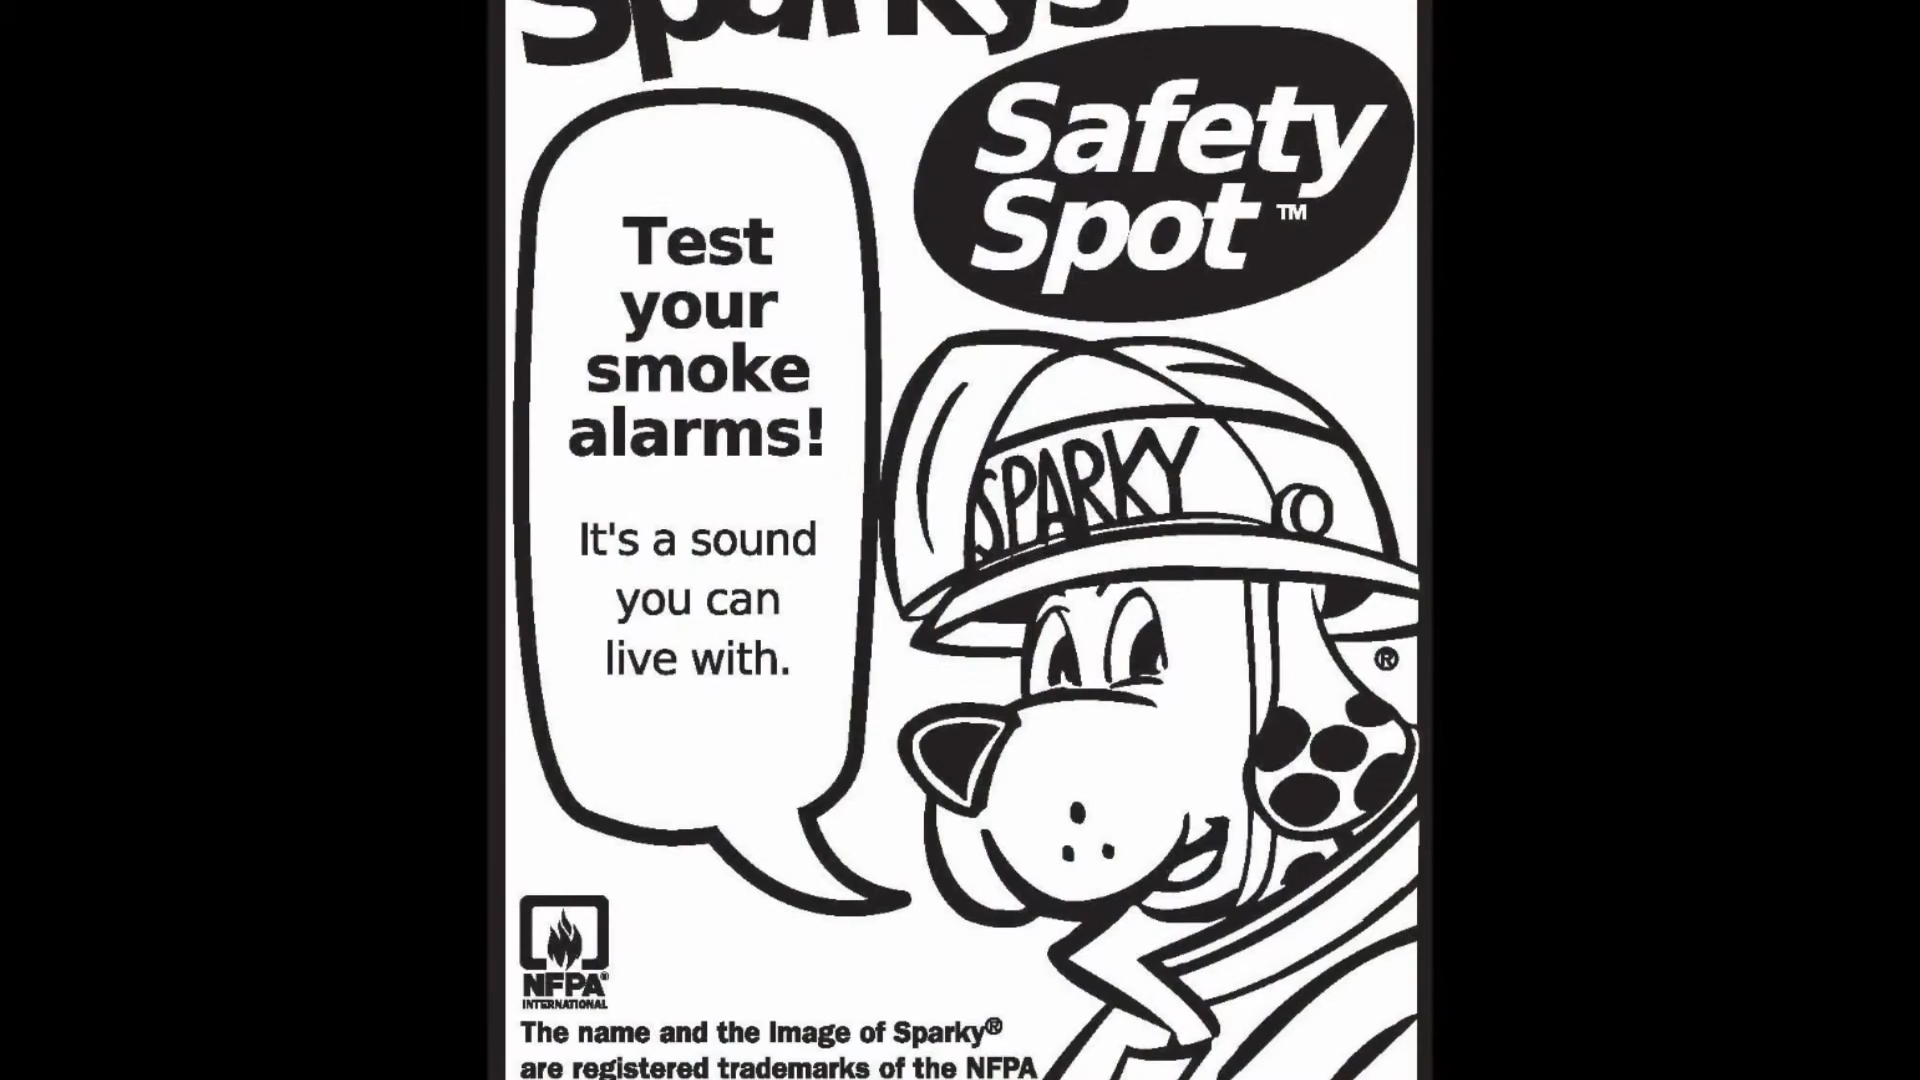 Sparky's
Safety
Spot™
Test
your
smoke
alarms!
It's a sound
you can
live with.
SPARKY
®
NFPA®
INTERNATIONAL
The name and the Image of Sparky®
are registered trademarks of the NFPA